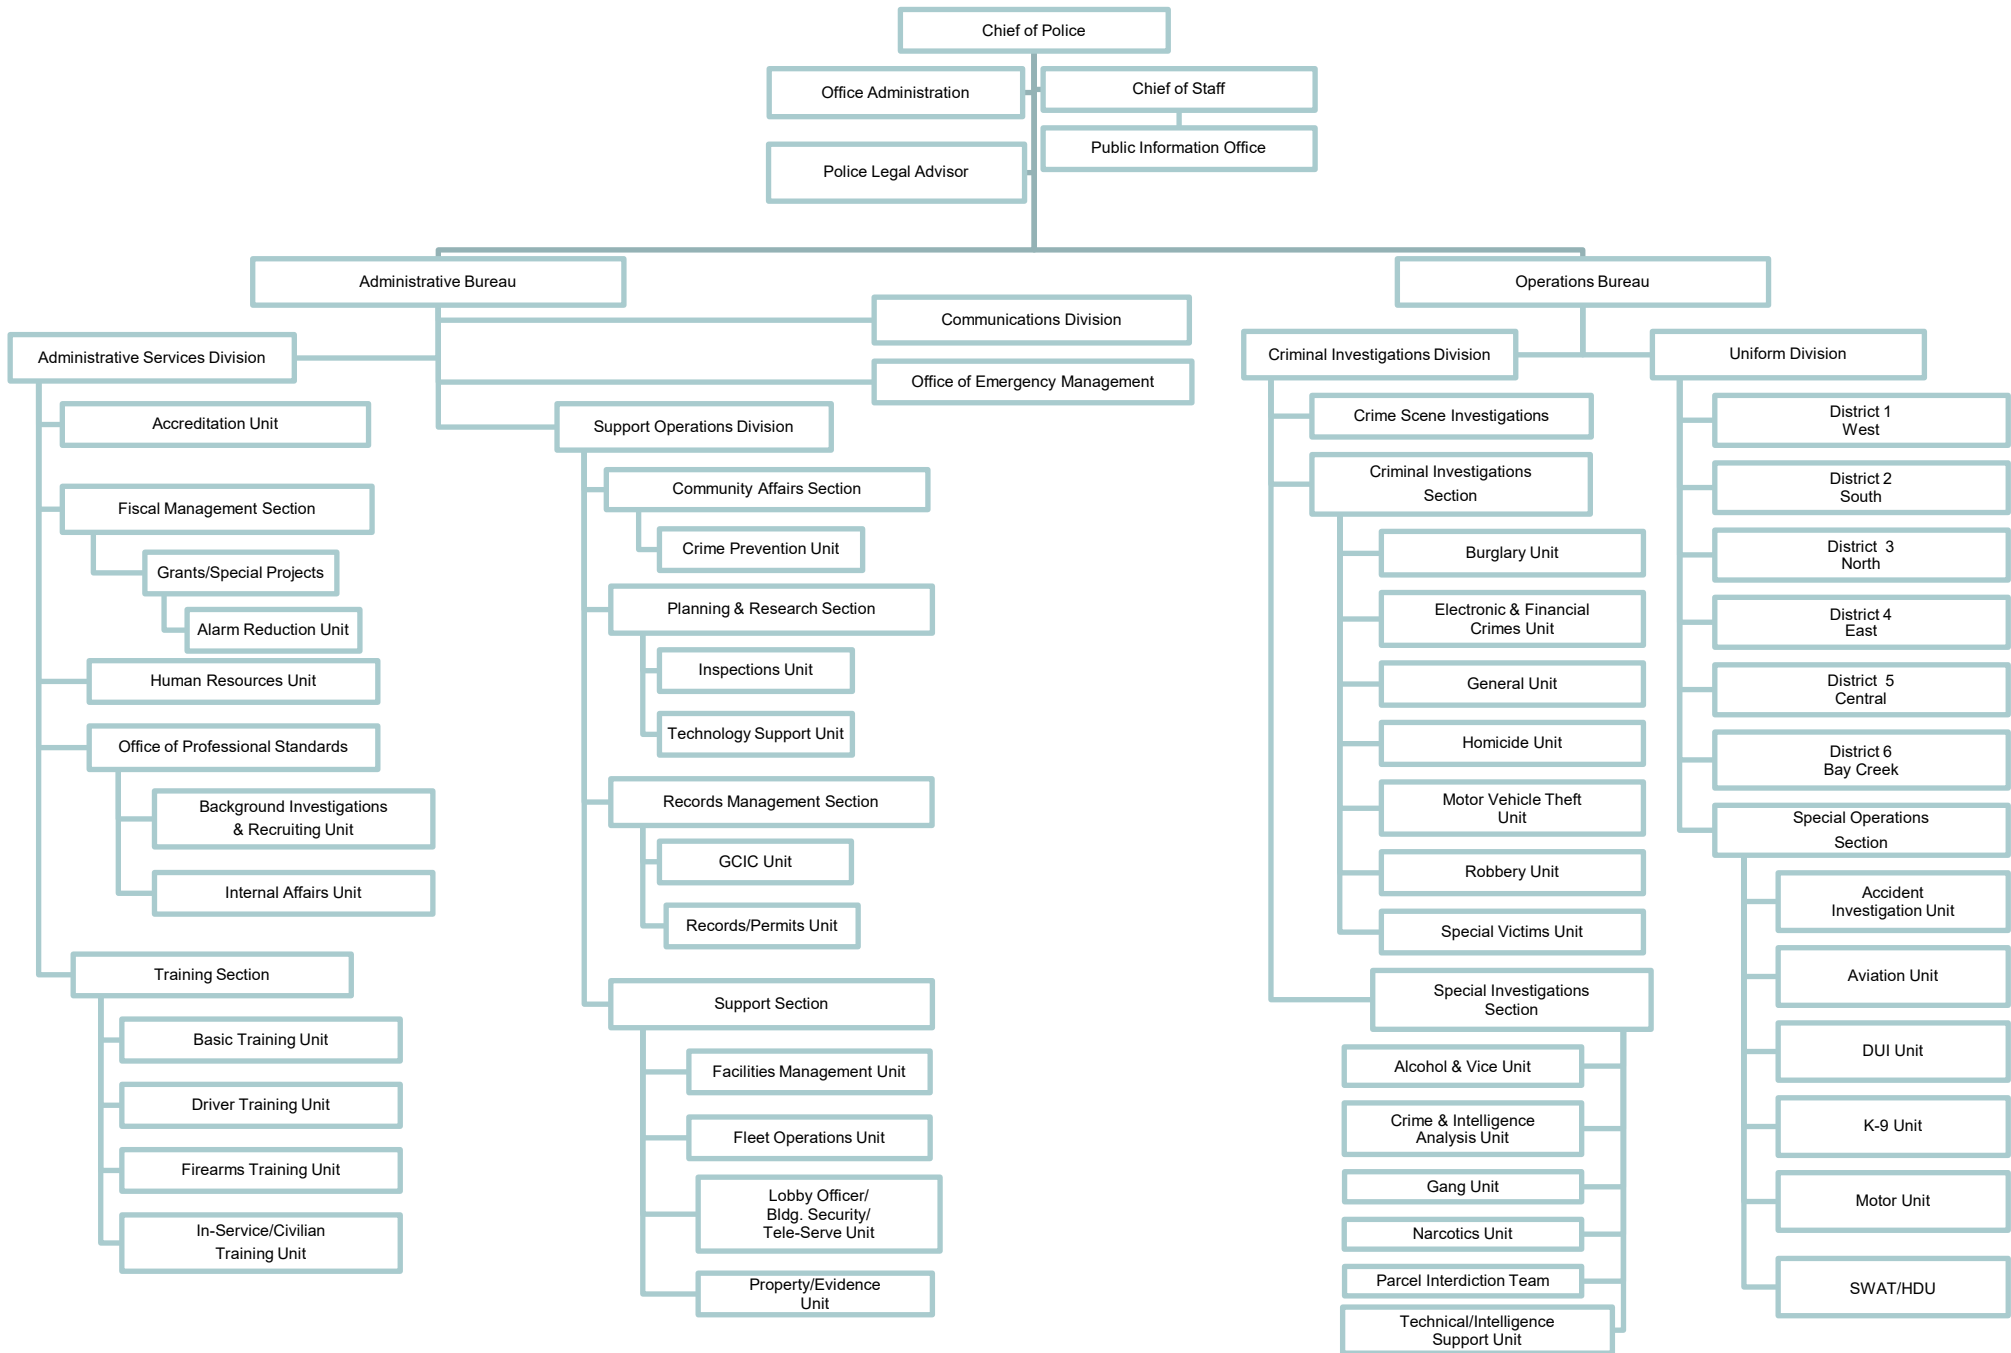 Chief of Police
Office Administration
Chief of Staff
Public Information Office
Police Legal Advisor
Administrative Bureau
Communications Division
Administrative Services Division
Office of Emergency Management
Accreditation Unit
Fiscal Management Section
Grants/Special Projects
Alarm Reduction Unit
Human Resources Unit
Office of Professional Standards
Background Investigations
& Recruiting Unit
Internal Affairs Unit
Training Section
Basic Training Unit
Driver Training Unit
Firearms Training Unit
In-Service/Civilian
Training Unit
Support Operations Division
Community Affairs Section
Crime Prevention Unit
Planning & Research Section
Inspections Unit
Technology Support Unit
Records Management Section
GCIC Unit
Records/Permits Unit
Support Section
Facilities Management Unit
Fleet Operations Unit
Lobby Officer/
Bldg. Security/
Tele-Serve Unit
Property/Evidence
Unit
Operations Bureau
Criminal Investigations Division
Crime Scene Investigations
Criminal Investigations
Section
Burglary Unit
Electronic & Financial
Crimes Unit
General Unit
Homicide Unit
Motor Vehicle Theft
Unit
Robbery Unit
Special Victims Unit
Special Investigations
Section
Alcohol & Vice Unit
Crime & Intelligence
Analysis Unit
Gang Unit
Narcotics Unit
Parcel Interdiction Team
Technical/Intelligence
Support Unit
Uniform Division
District 1
West
District 2
South
District 3
North
District 4
East
District 5
Central
District 6
Bay Creek
Special Operations
Section
Accident
Investigation Unit
Aviation Unit
DUI Unit
K-9 Unit
Motor Unit
SWAT/HDU